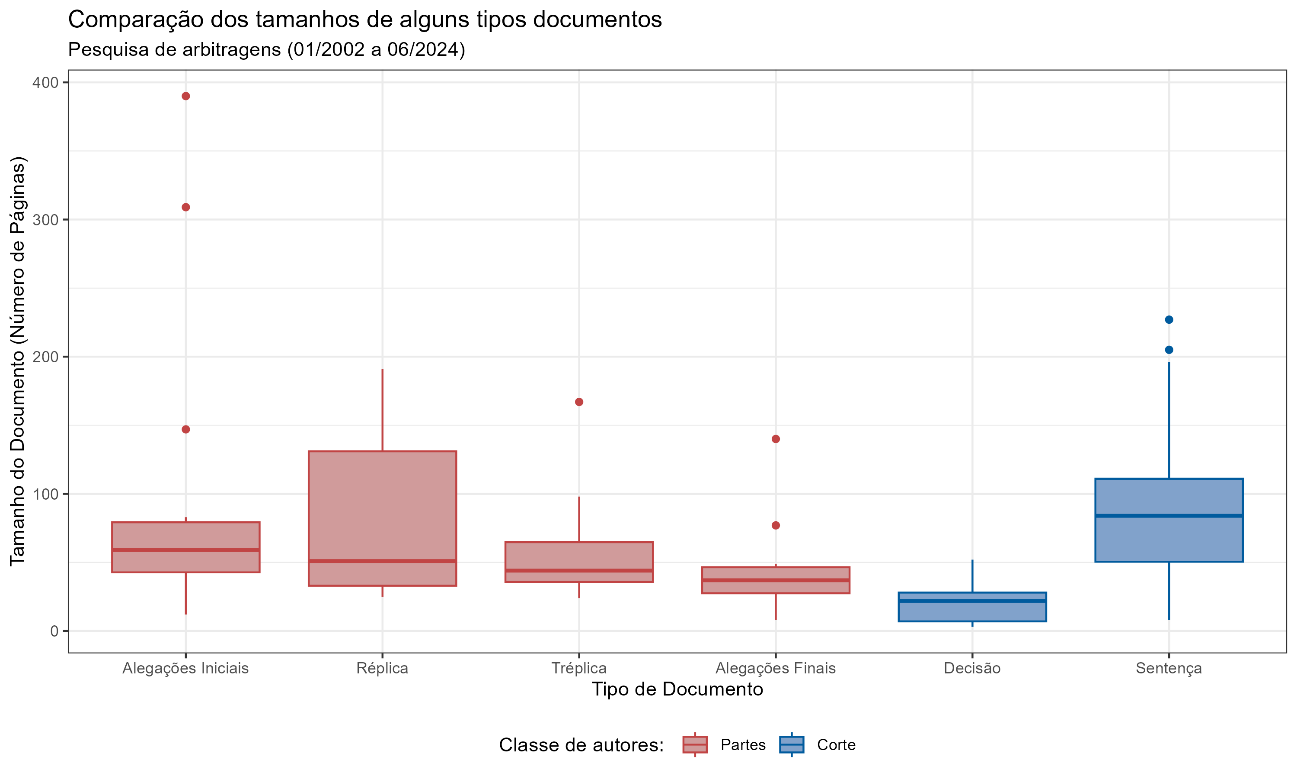 Comparação dos tamanhos de alguns tipos documentos
Pesquisa de arbitragens (01/2002 a 06/2024)
Tamanho do Documento (Número de Páginas)
400
300
200
100
0
Alegações Iniciais Réplica Tréplica Alegações Finais Decisão Sentença
Tipo de Documento
Classe de autores: Partes Corte